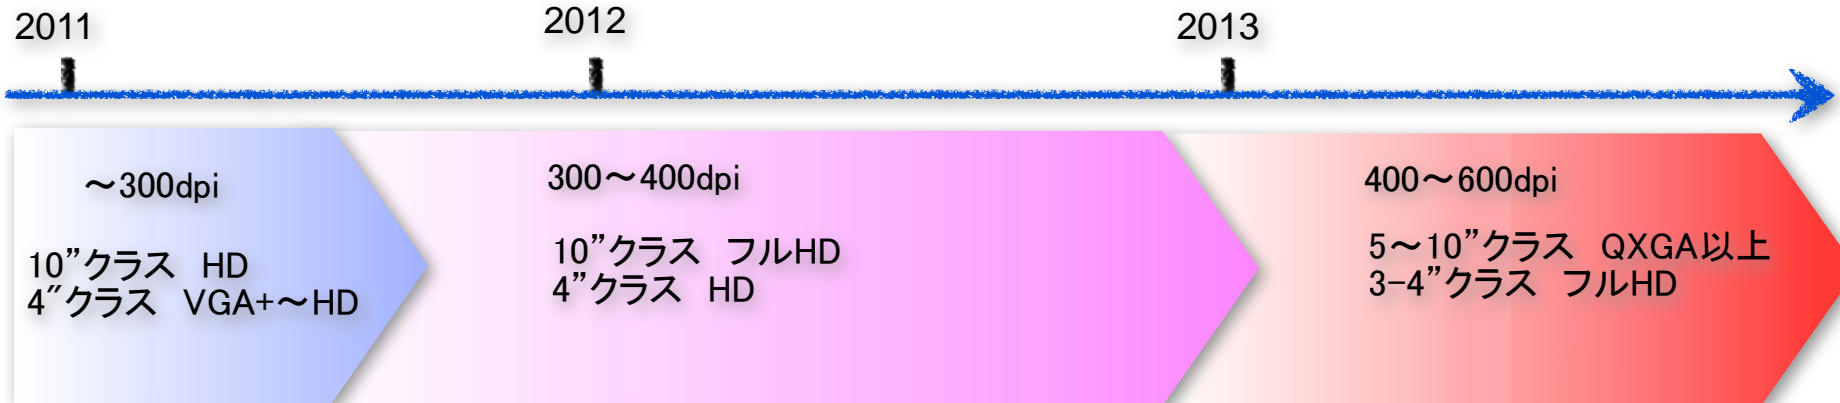 2011
2012
2013
～300dpi
10”クラス　HD
4″クラス　VGA+～HD
300～400dpi
10”クラス　フルHD
4”クラス　HD
400～600dpi
5～10”クラス　QXGA以上
3-4”クラス　フルHD